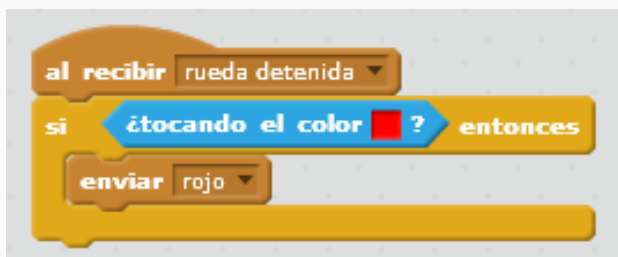 al recibir rueda detenida
si ¿tocando el color ? entonces
enviar rojo